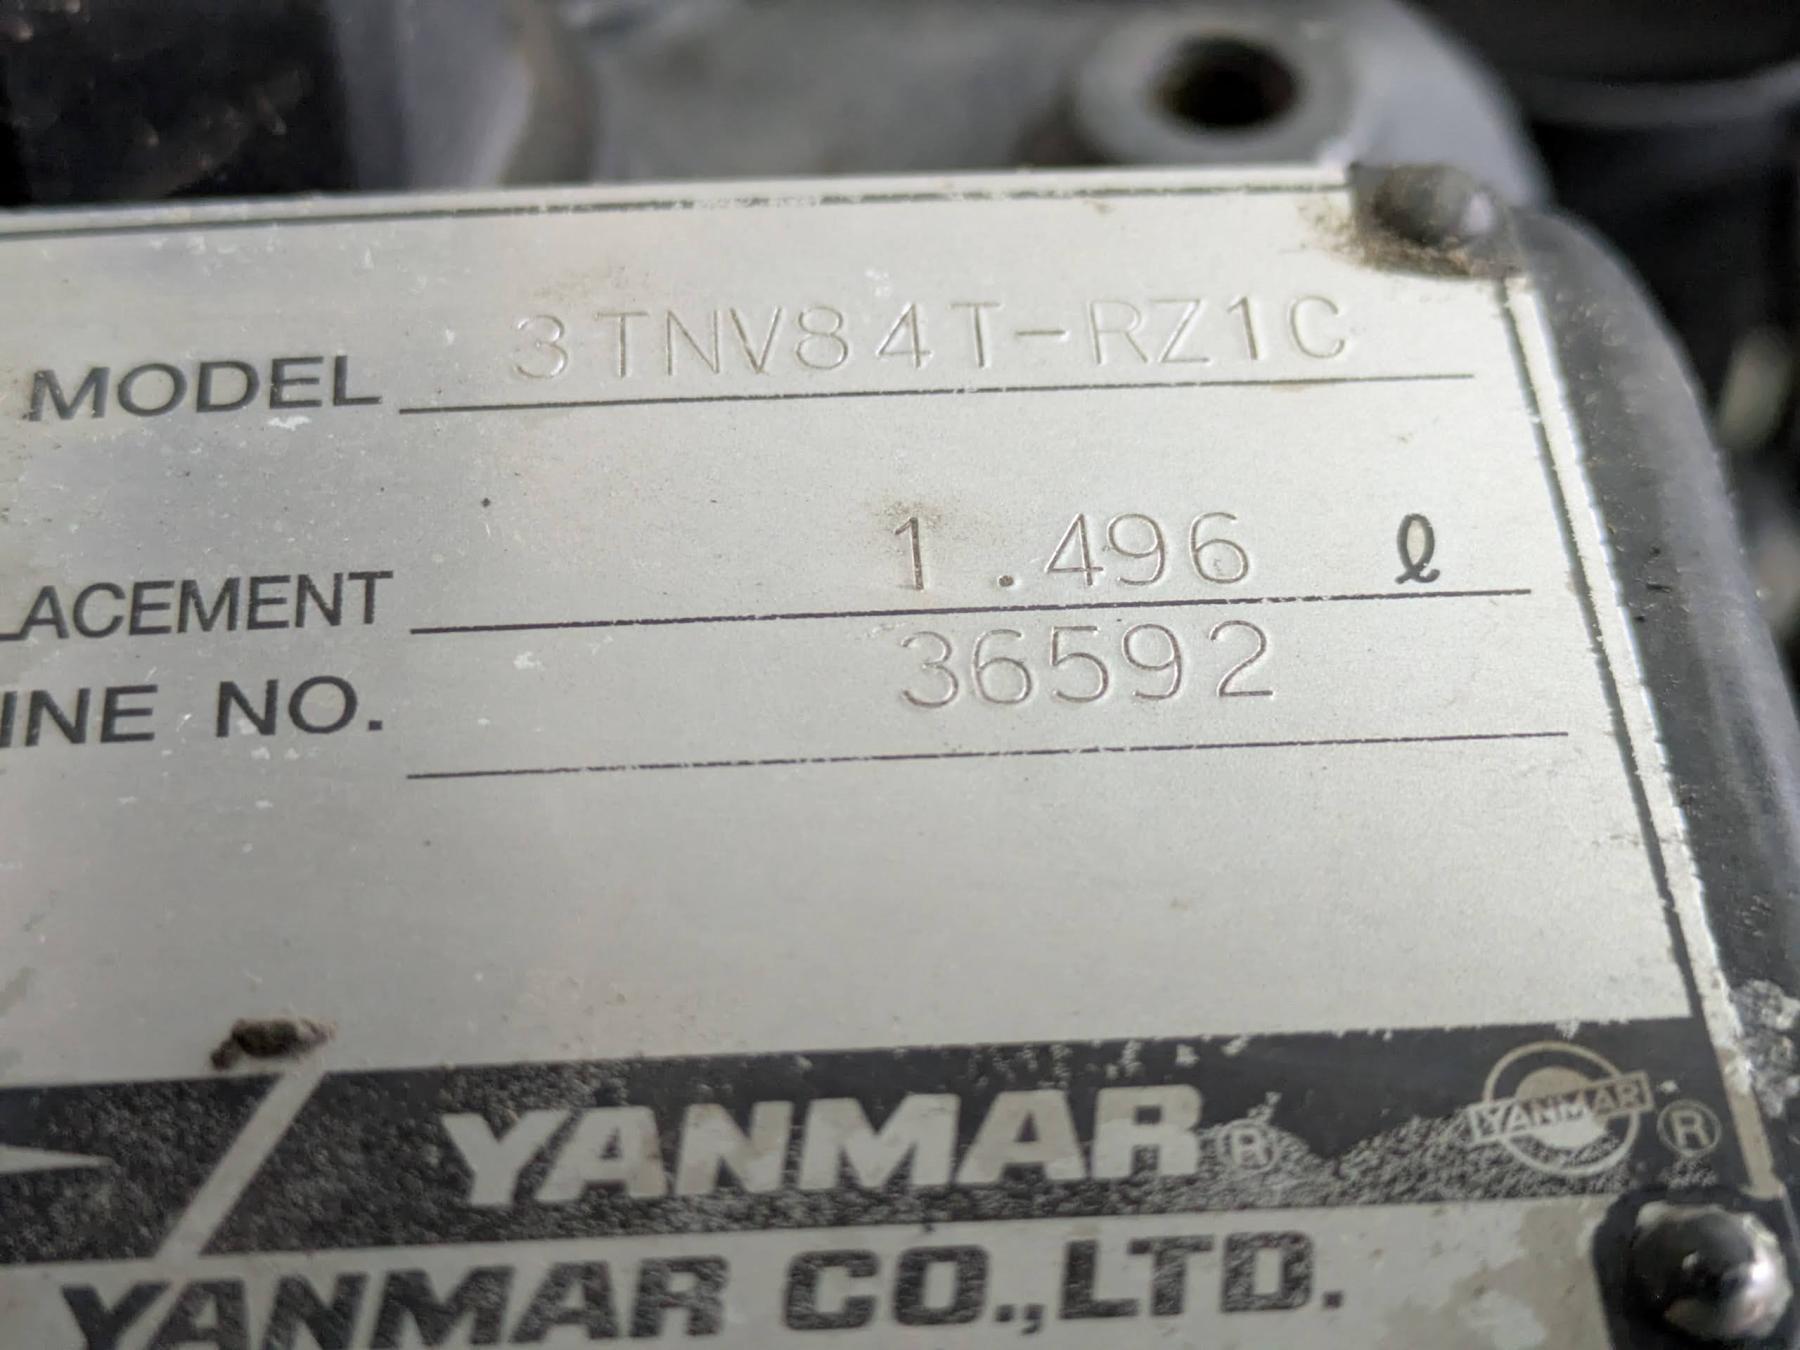 MODEL 3TNV84T-RZ1C
LACEMENT 1.496 ℓ
INE NO. 36592
YANMAR® YANMAR ®
YANMAR CO.,LTD.